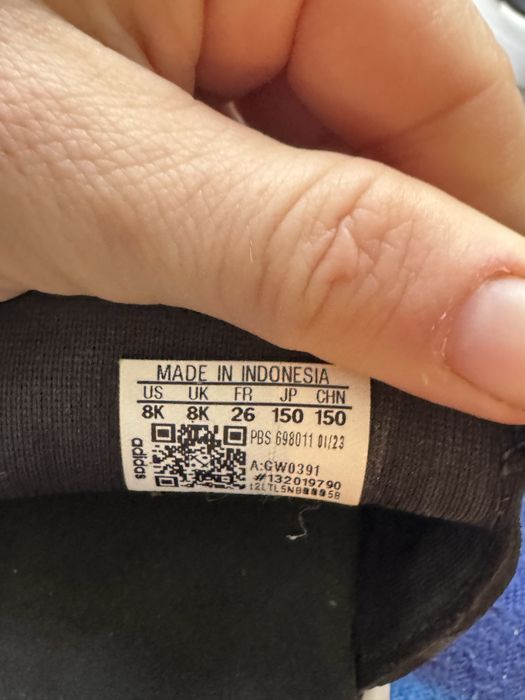 MADE IN INDONESIA
US UK FR JP CHN
8K 8K 26 150 150
PBS 698011 01/23
A:GW0391
#132019790
adidas